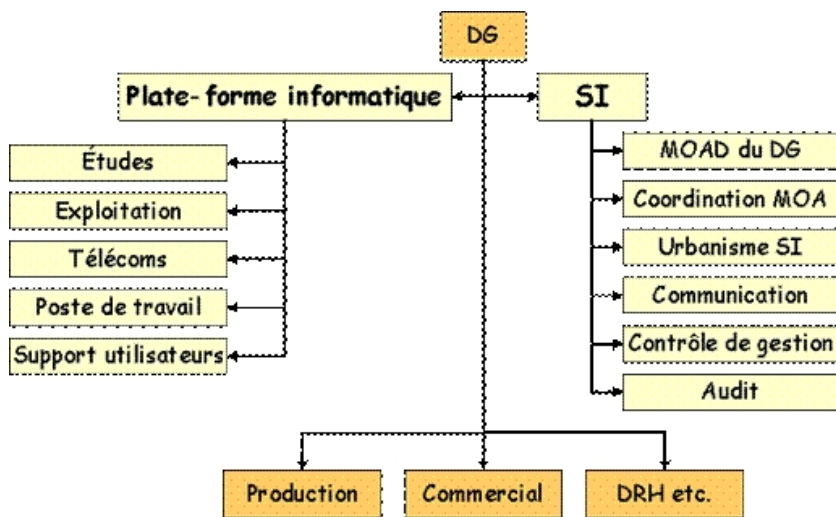 DG
Plate-forme informatique
SI
Études
Exploitation
Télécoms
Poste de travail
Support utilisateurs
MOAD du DG
Coordination MOA
Urbanisme SI
Communication
Contrôle de gestion
Audit
Production
Commercial
DRH etc.